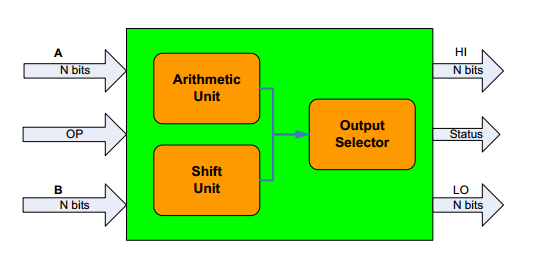 A
N bits
OP
B
N bits
Arithmetic
Unit
Shift
Unit
Output
Selector
HI
N bits
Status
LO
N bits